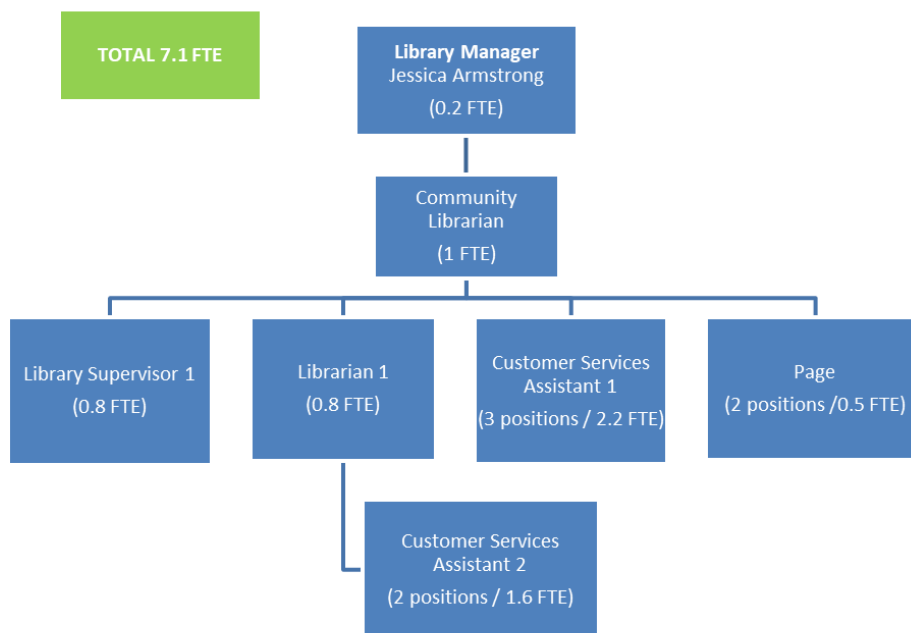 TOTAL 7.1 FTE
Library Manager
Jessica Armstrong
(0.2 FTE)
Community
Librarian
(1 FTE)
Library Supervisor 1
(0.8 FTE)
Librarian 1
(0.8 FTE)
Customer Services
Assistant 1
(3 positions / 2.2 FTE)
Page
(2 positions /0.5 FTE)
Customer Services
Assistant 2
(2 positions / 1.6 FTE)